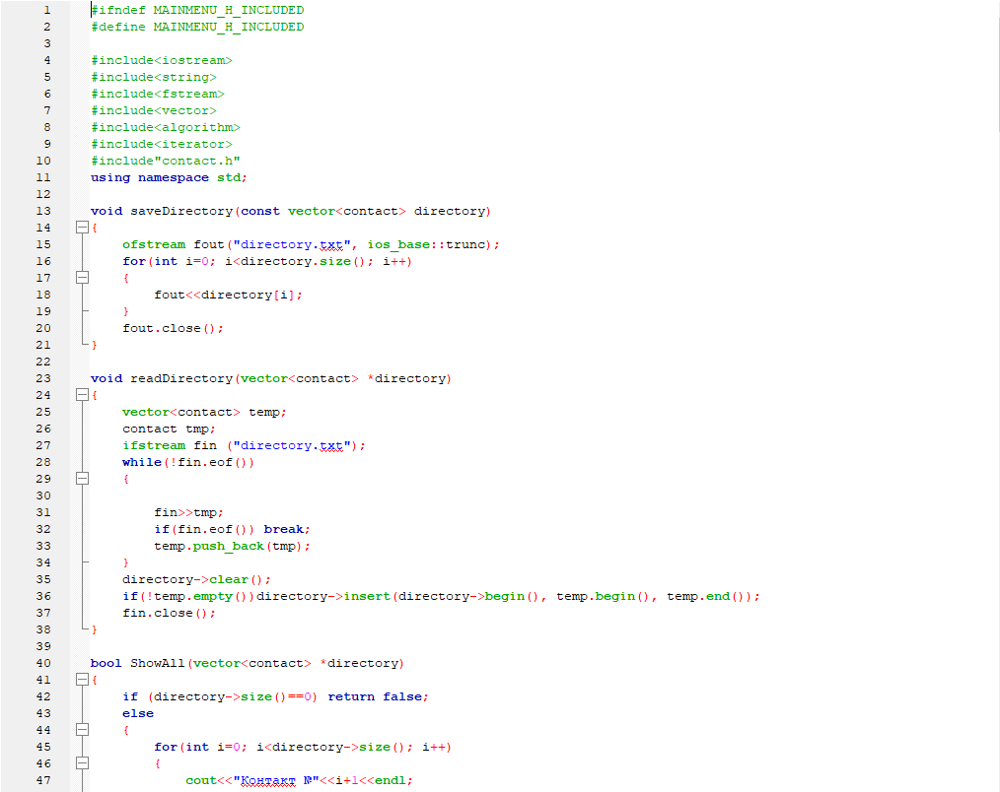 1 #ifndef MAINMENU_H_INCLUDED
2 #define MAINMENU_H_INCLUDED
3
4 #include<iostream>
5 #include<string>
6 #include<fstream>
7 #include<vector>
8 #include<algorithm>
9 #include<iterator>
10 #include"contact.h"
11 using namespace std;
12
13 void saveDirectory(const vector<contact> directory)
14 {
15     ofstream fout("directory.txt", ios_base::trunc);
16     for(int i=0; i<directory.size(); i++)
17     {
18         fout<<directory[i];
19     }
20     fout.close();
21 }
22
23 void readDirectory(vector<contact> *directory)
24 {
25     vector<contact> temp;
26     contact tmp;
27     ifstream fin ("directory.txt");
28     while(!fin.eof())
29     {
30
31         fin>>tmp;
32         if(fin.eof()) break;
33         temp.push_back(tmp);
34     }
35     directory->clear();
36     if(!temp.empty())directory->insert(directory->begin(), temp.begin(), temp.end());
37     fin.close();
38 }
39
40 bool ShowAll(vector<contact> *directory)
41 {
42     if (directory->size()==0) return false;
43     else
44     {
45         for(int i=0; i<directory->size(); i++)
46         {
47             cout<<"Контакт №"<<i+1<<endl;